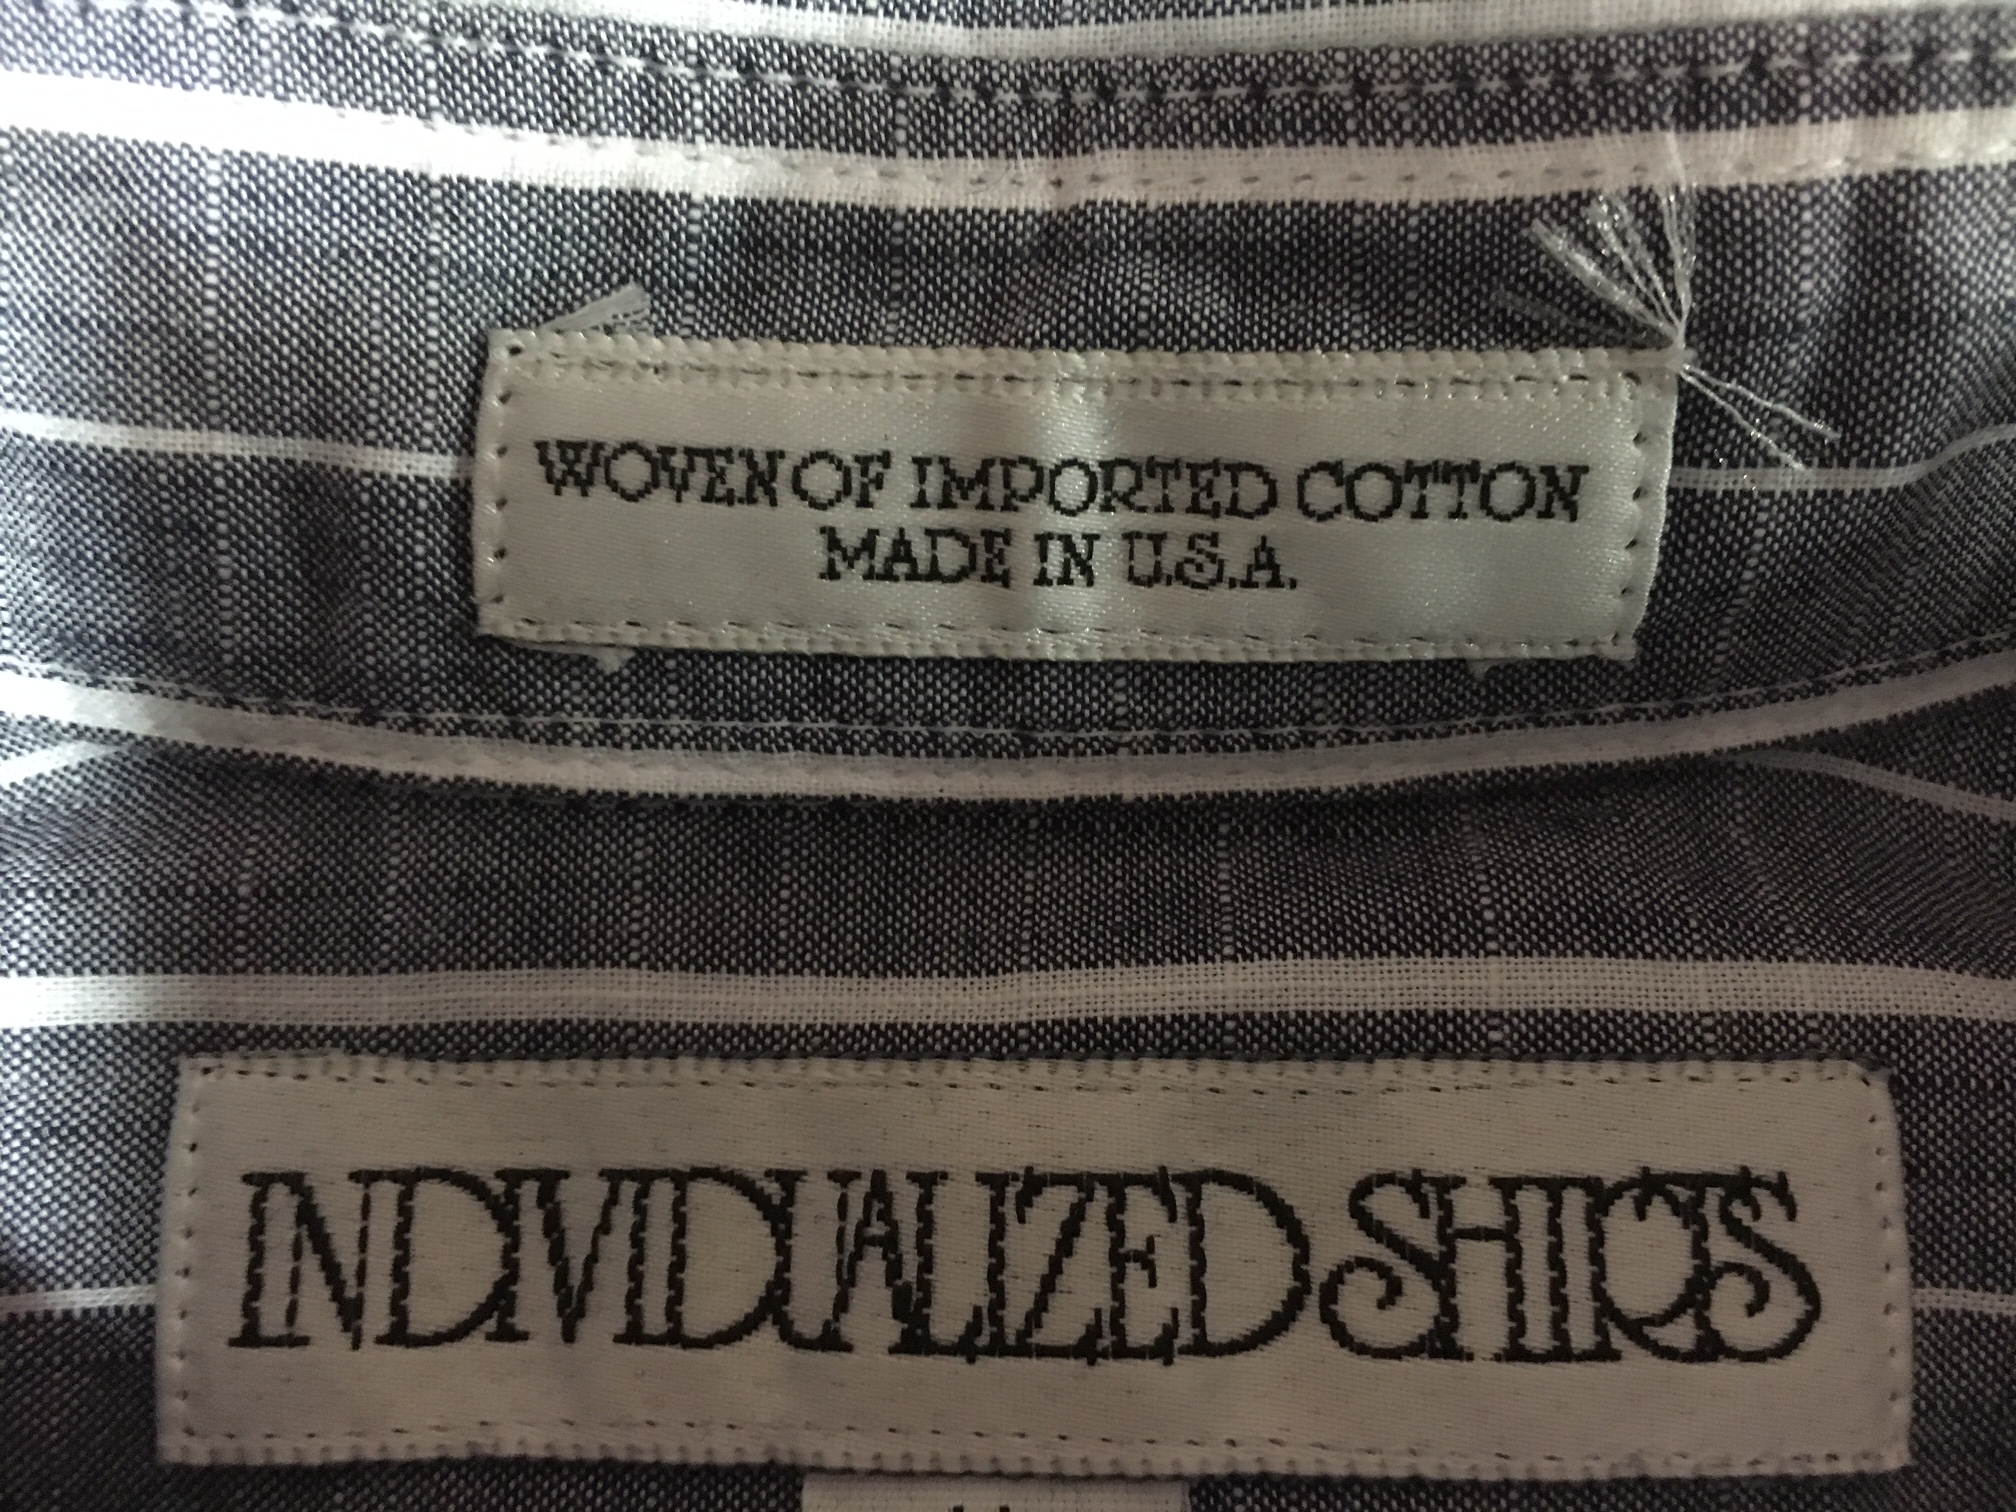 WOVEN OF IMPORTED COTTON
MADE IN U.S.A.
INDIVIDUALIZED SHIRTS